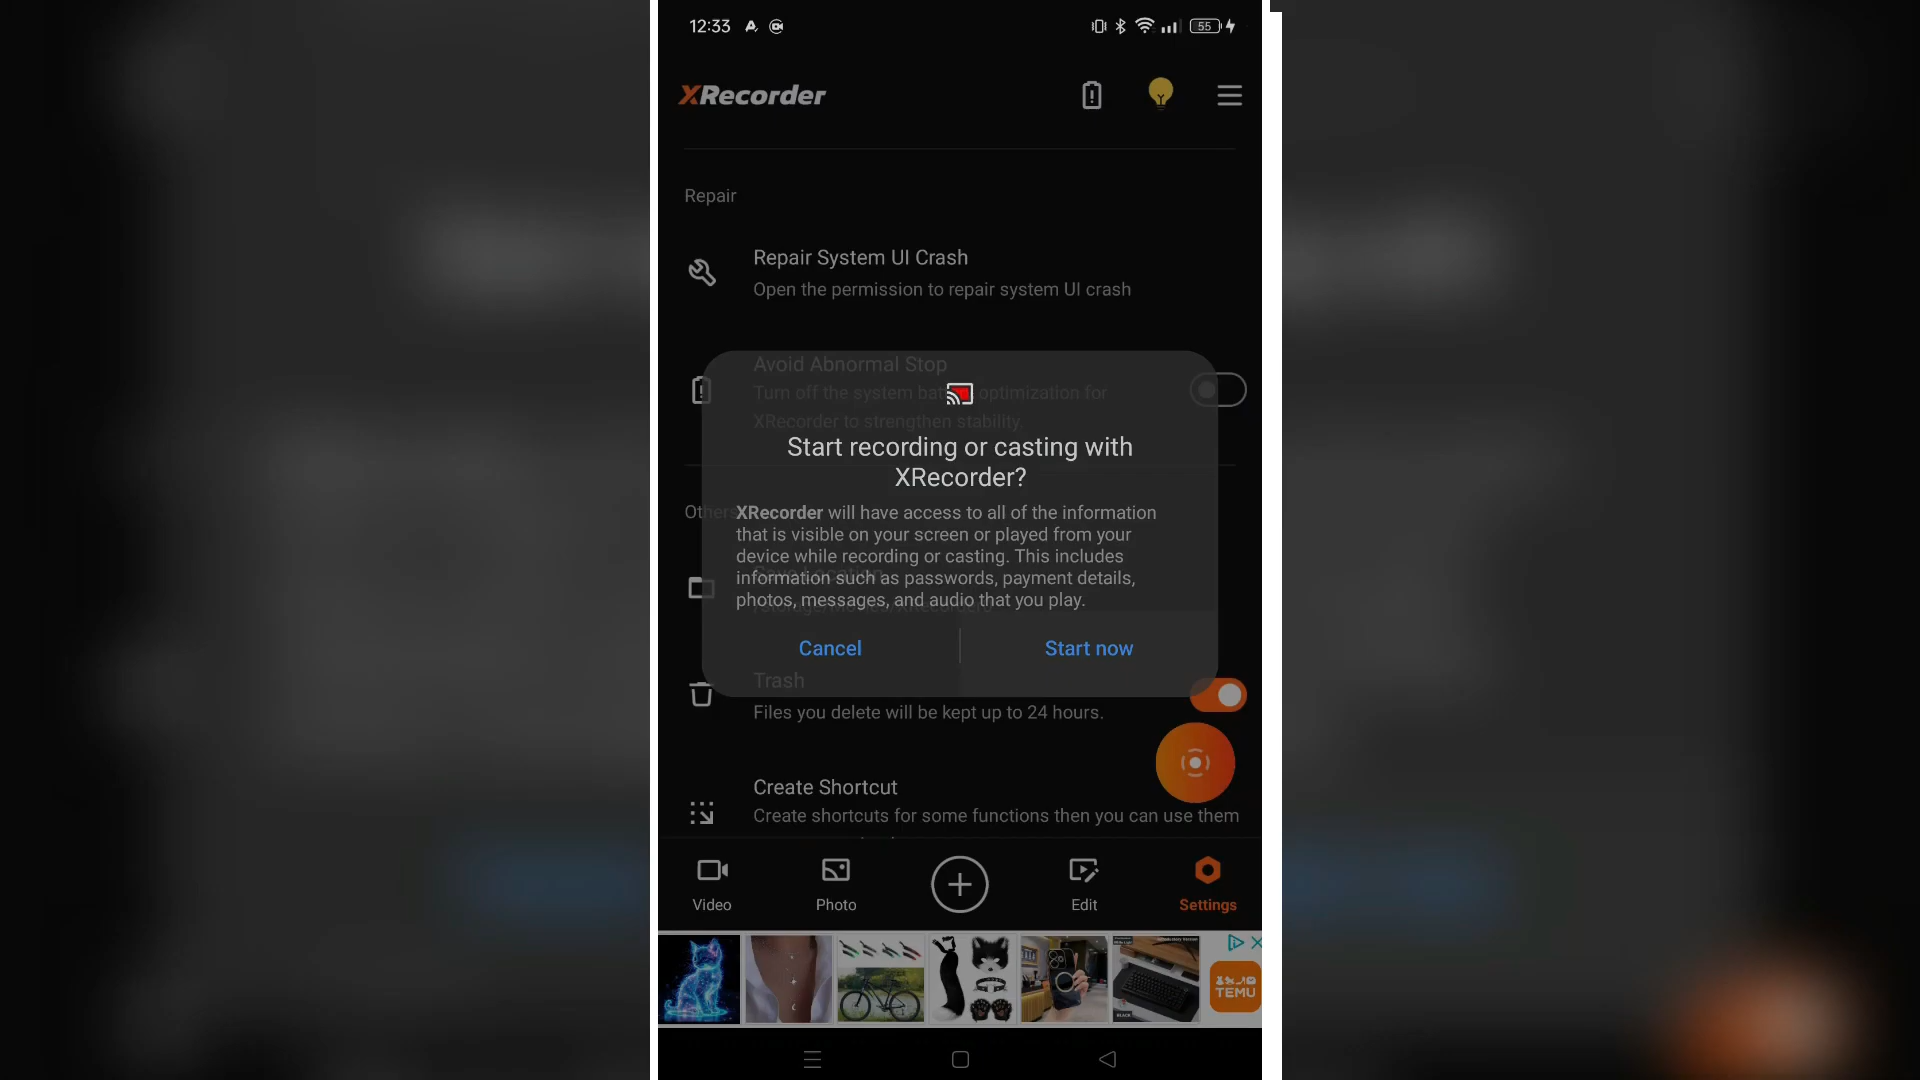 12:33
55
XRecorder
Repair
Repair System UI Crash
Open the permission to repair system UI crash
Avoid Abnormal Stop
Turn off the system bat optimization for
XRecorder to strengthen stability
Start recording or casting with
XRecorder?
Others
XRecorder will have access to all of the information
that is visible on your screen or played from your
device while recording or casting. This includes
information such as passwords, payment details,
photos, messages, and audio that you play.
Cancel
Start now
Trash
Files you delete will be kept up to 24 hours.
Create Shortcut
Create shortcuts for some functions then you can use them
Video
Photo
Edit
Settings
TEMU
BLACK